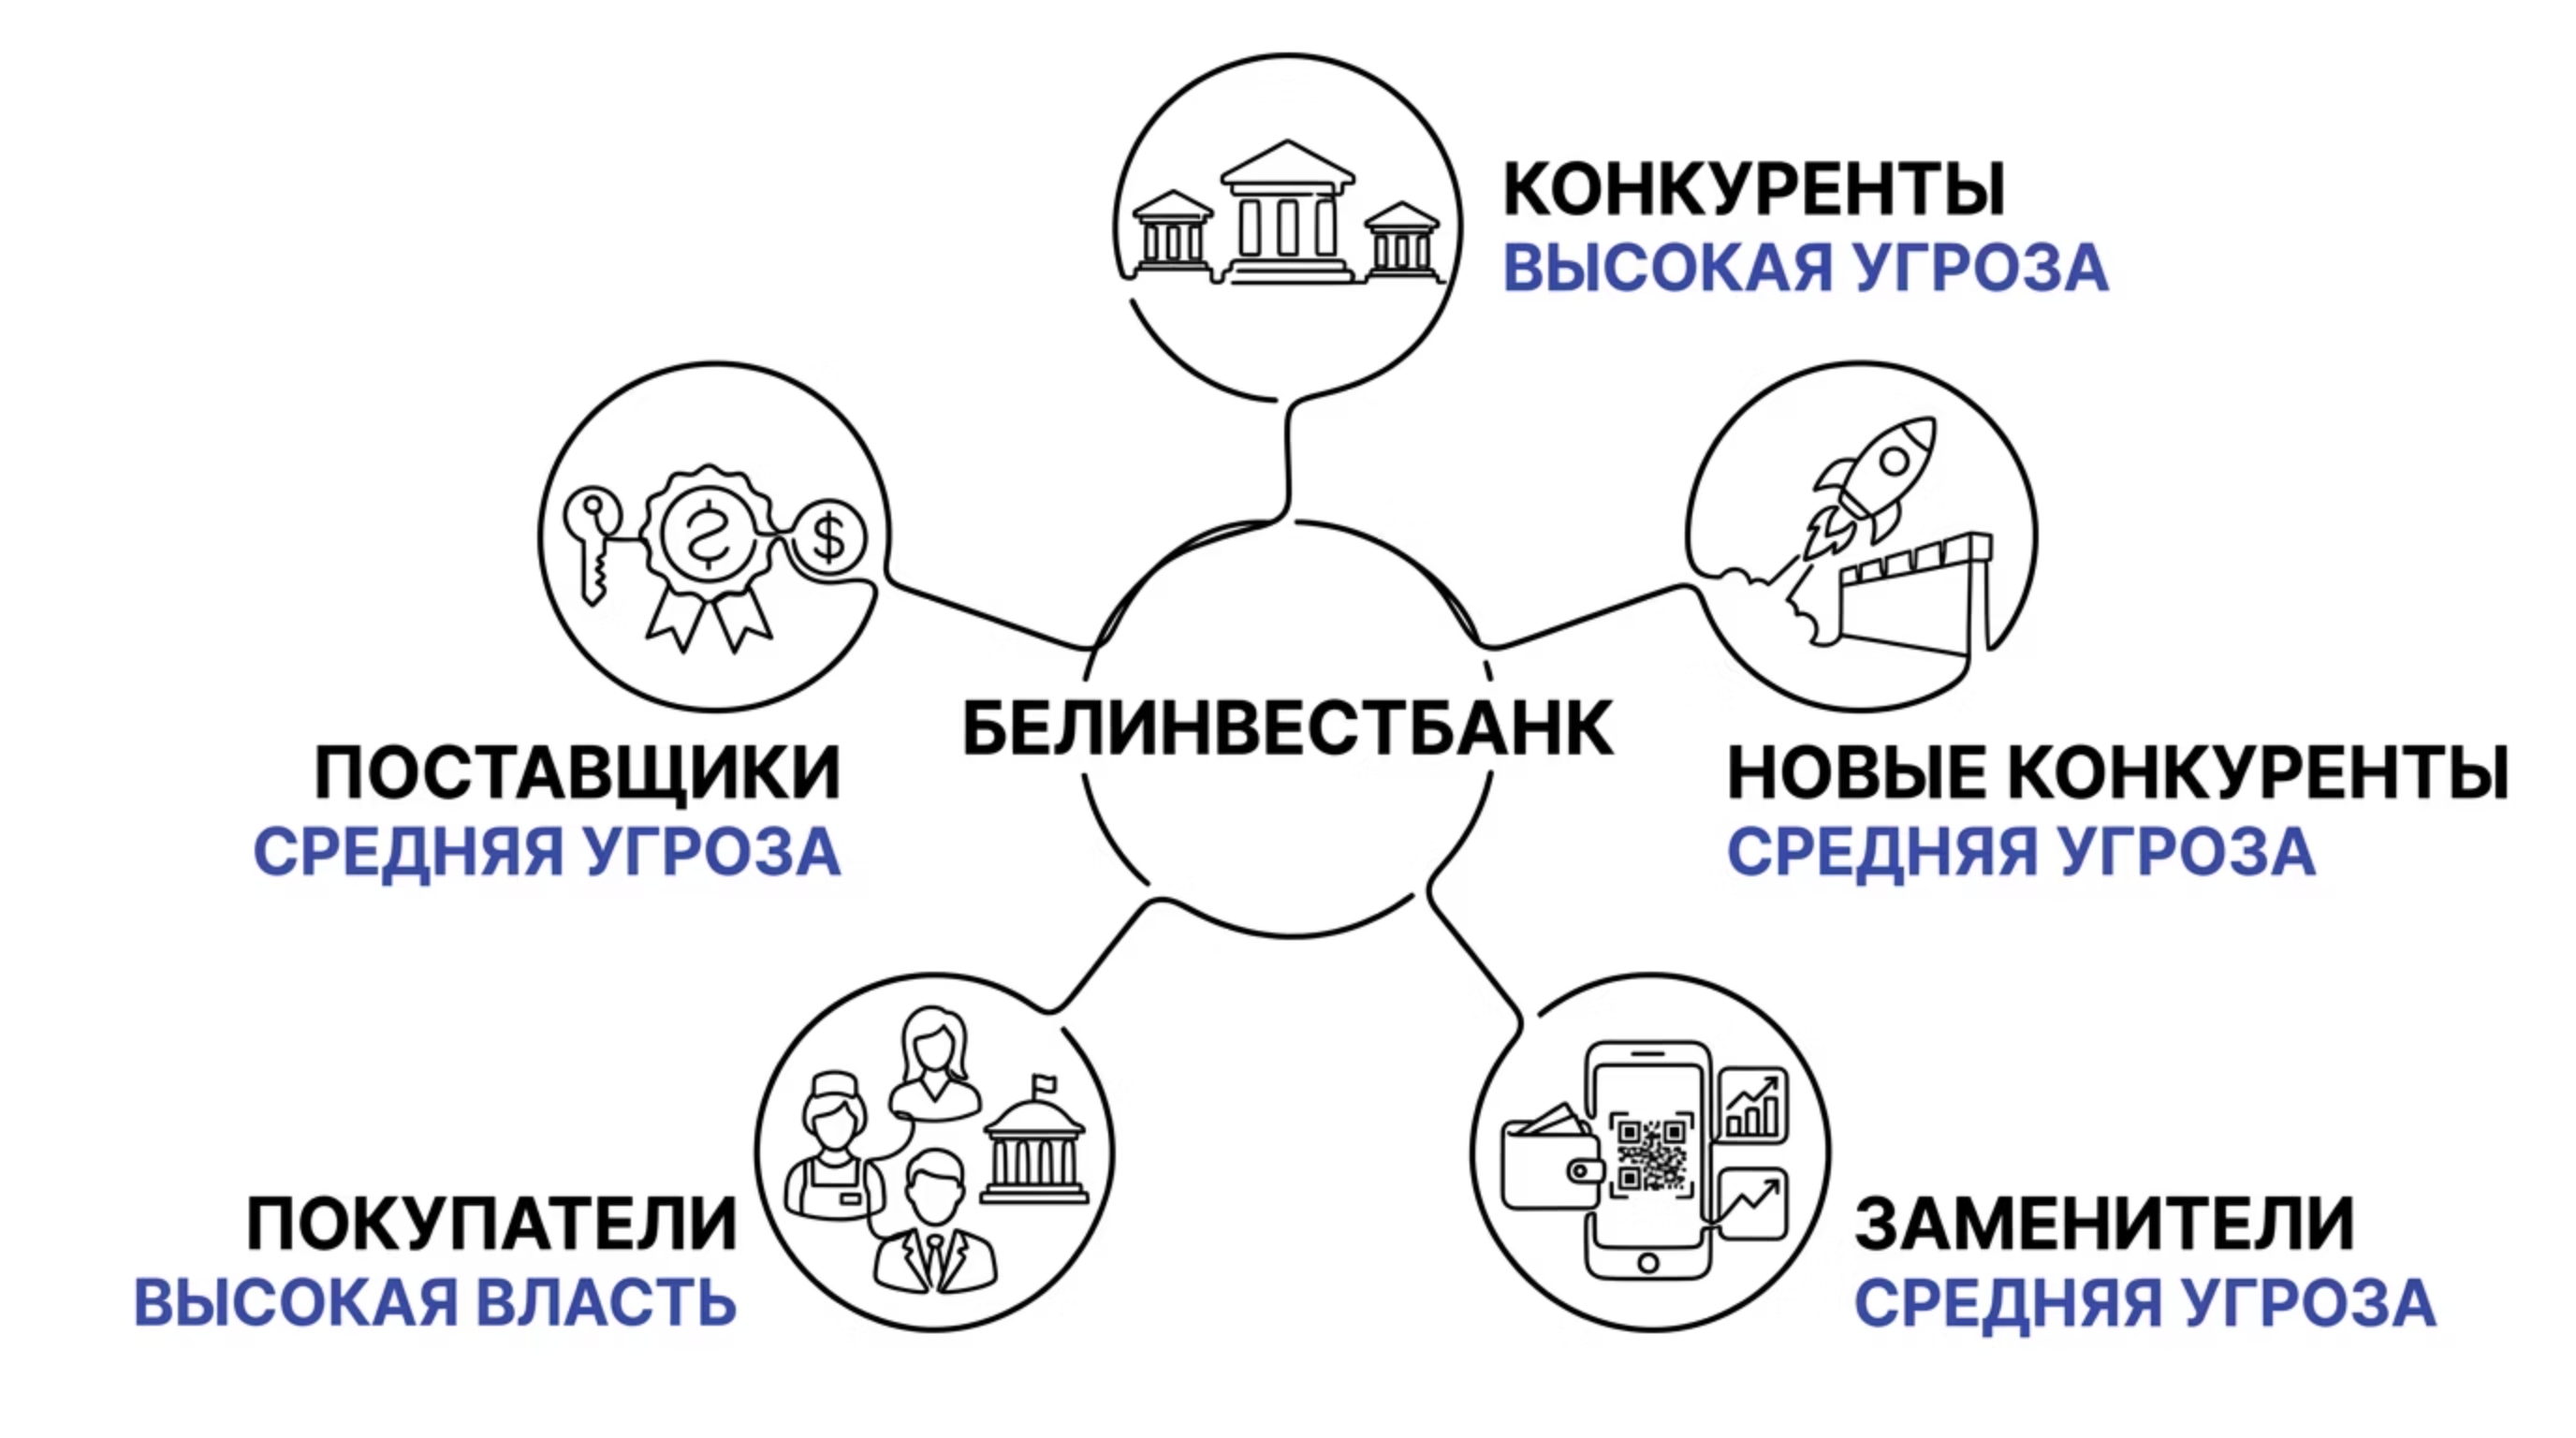 КОНКУРЕНТЫ
ВЫСОКАЯ УГРОЗА
$
БЕЛИНВЕСТБАНК
ПОСТАВЩИКИ
СРЕДНЯЯ УГРОЗА
НОВЫЕ КОНКУРЕНТЫ
СРЕДНЯЯ УГРОЗА
ПОКУПАТЕЛИ
ВЫСОКАЯ ВЛАСТЬ
ЗАМЕНИТЕЛИ
СРЕДНЯЯ УГРОЗА